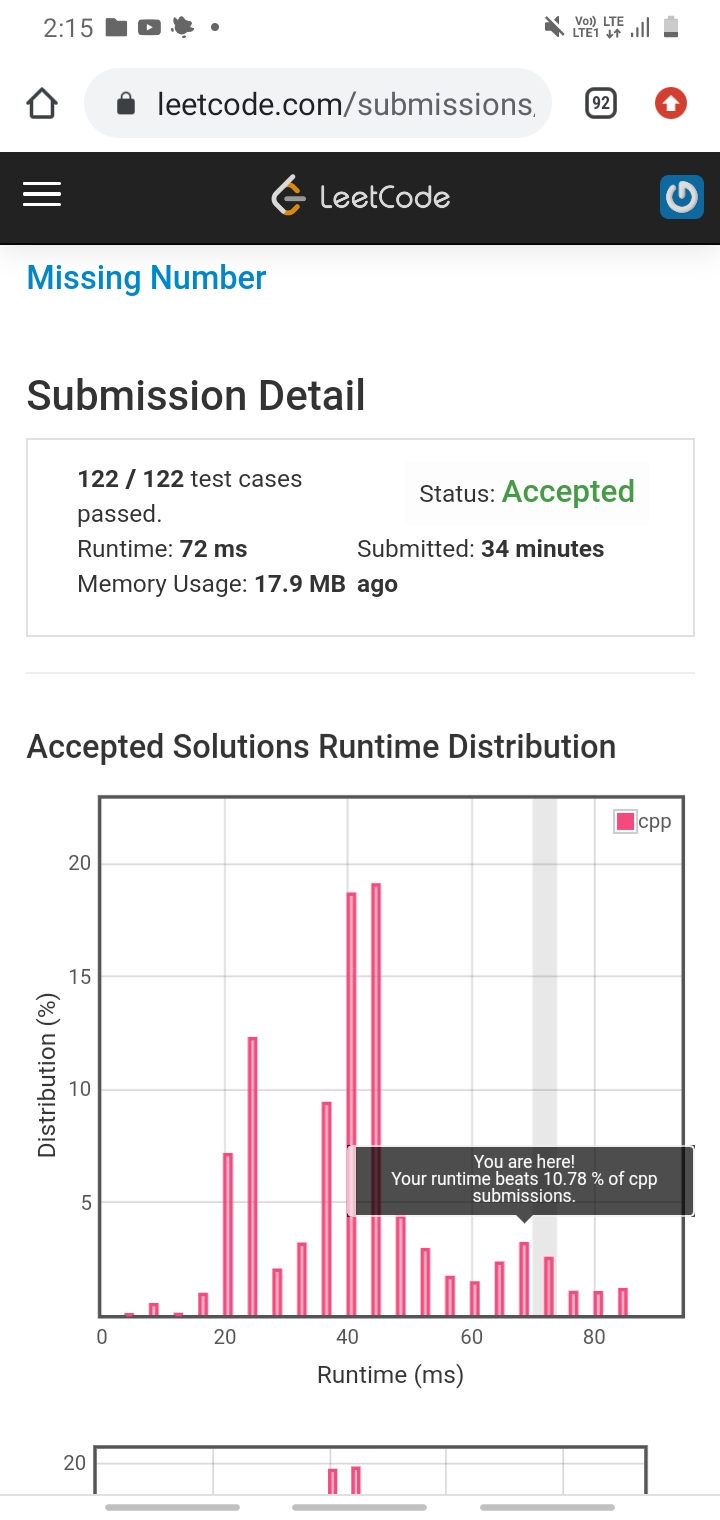 2:15
Vo)) LTE
LTE1
leetcode.com/submissions
92
LeetCode
Missing Number
Submission Detail
122 / 122 test cases
passed.
Status: Accepted
Runtime: 72 ms
Submitted: 34 minutes
Memory Usage: 17.9 MB
ago
Accepted Solutions Runtime Distribution
cpp
20
15
10
5
Distribution (%)
You are here!
Your runtime beats 10.78 % of cpp
submissions.
0 20 40 60 80
Runtime (ms)
20